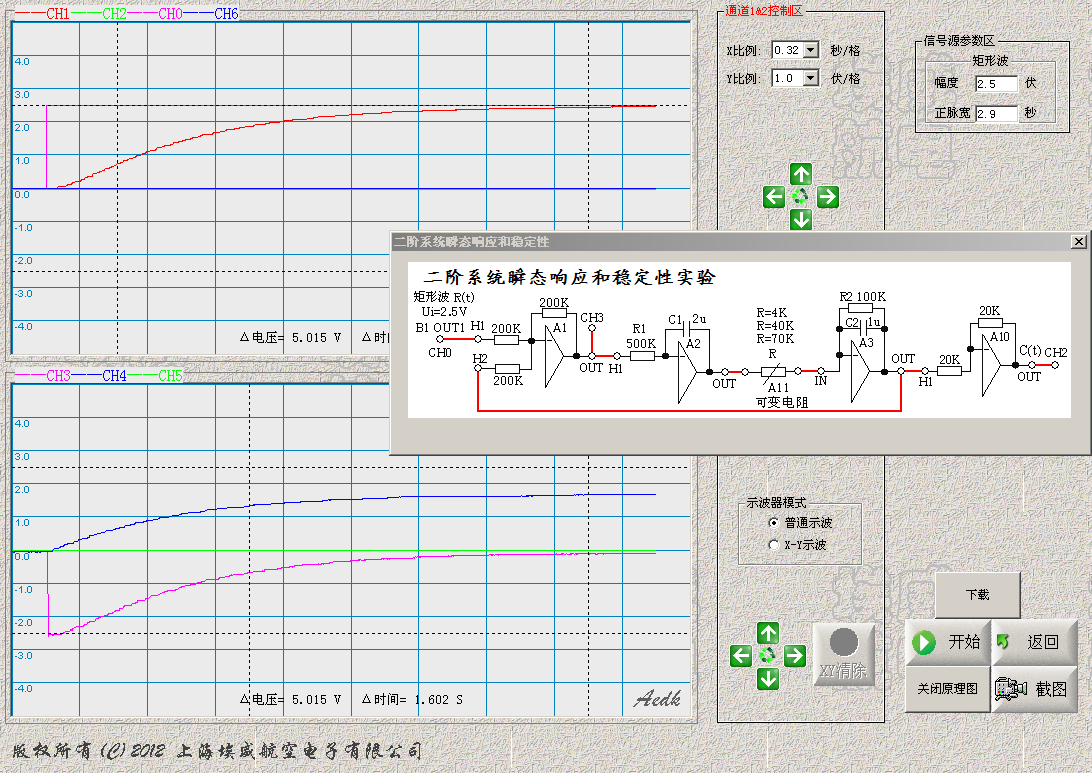 CH1 CH2 CH0 CH6
4.0
3.0
2.0
1.0
0.0
-1.0
-2.0
-3.0
-4.0
△电压= 5.015 V △时
CH3 CH4 CH5
4.0
3.0
2.0
1.0
0.0
-1.0
-2.0
-3.0
-4.0
△电压= 5.015 V △时间= 1.602 S
Aedk
版权所有(C)2012 上海埃威航空电子有限公司
通道1&2控制区
X比例: 0.32 秒/格
Y比例: 1.0 伏/格
信号源参数区
矩形波
幅度 2.5 伏
正脉宽 2.9 秒
二阶系统瞬态响应和稳定性
二阶系统瞬态响应和稳定性实验
矩形波 R(t)
Ui=2.5V
B1 OUT1 H1 200K
CH0
H2
200K
200K
A1
CH3
OUT H1
R1
500K
C1 2u
A2
OUT
R=4K
R=40K
R=70K
R
A11
可变电阻
IN
R2 100K
C2 1u
A3
OUT
H1
20K
20K
A10
C(t) CH2
OUT
示波器模式
普通示波
X-Y示波
XY清除
下载
开始
返回
关闭原理图
截图